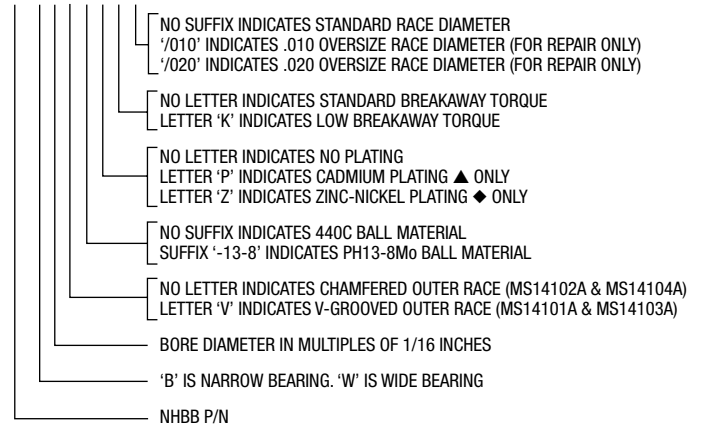 NO SUFFIX INDICATES STANDARD RACE DIAMETER
‘/010’ INDICATES .010 OVERSIZE RACE DIAMETER (FOR REPAIR ONLY)
‘/020’ INDICATES .020 OVERSIZE RACE DIAMETER (FOR REPAIR ONLY)
NO LETTER INDICATES STANDARD BREAKAWAY TORQUE
LETTER ‘K’ INDICATES LOW BREAKAWAY TORQUE
NO LETTER INDICATES NO PLATING
LETTER ‘P’ INDICATES CADMIUM PLATING ▲ ONLY
LETTER ‘Z’ INDICATES ZINC-NICKEL PLATING ◆ ONLY
NO SUFFIX INDICATES 440C BALL MATERIAL
SUFFIX ‘-13-8’ INDICATES PH13-8Mo BALL MATERIAL
NO LETTER INDICATES CHAMFERED OUTER RACE (MS14102A & MS14104A)
LETTER ‘V’ INDICATES V-GROOVED OUTER RACE (MS14101A & MS14103A)
BORE DIAMETER IN MULTIPLES OF 1/16 INCHES
‘B’ IS NARROW BEARING. ‘W’ IS WIDE BEARING
NHBB P/N